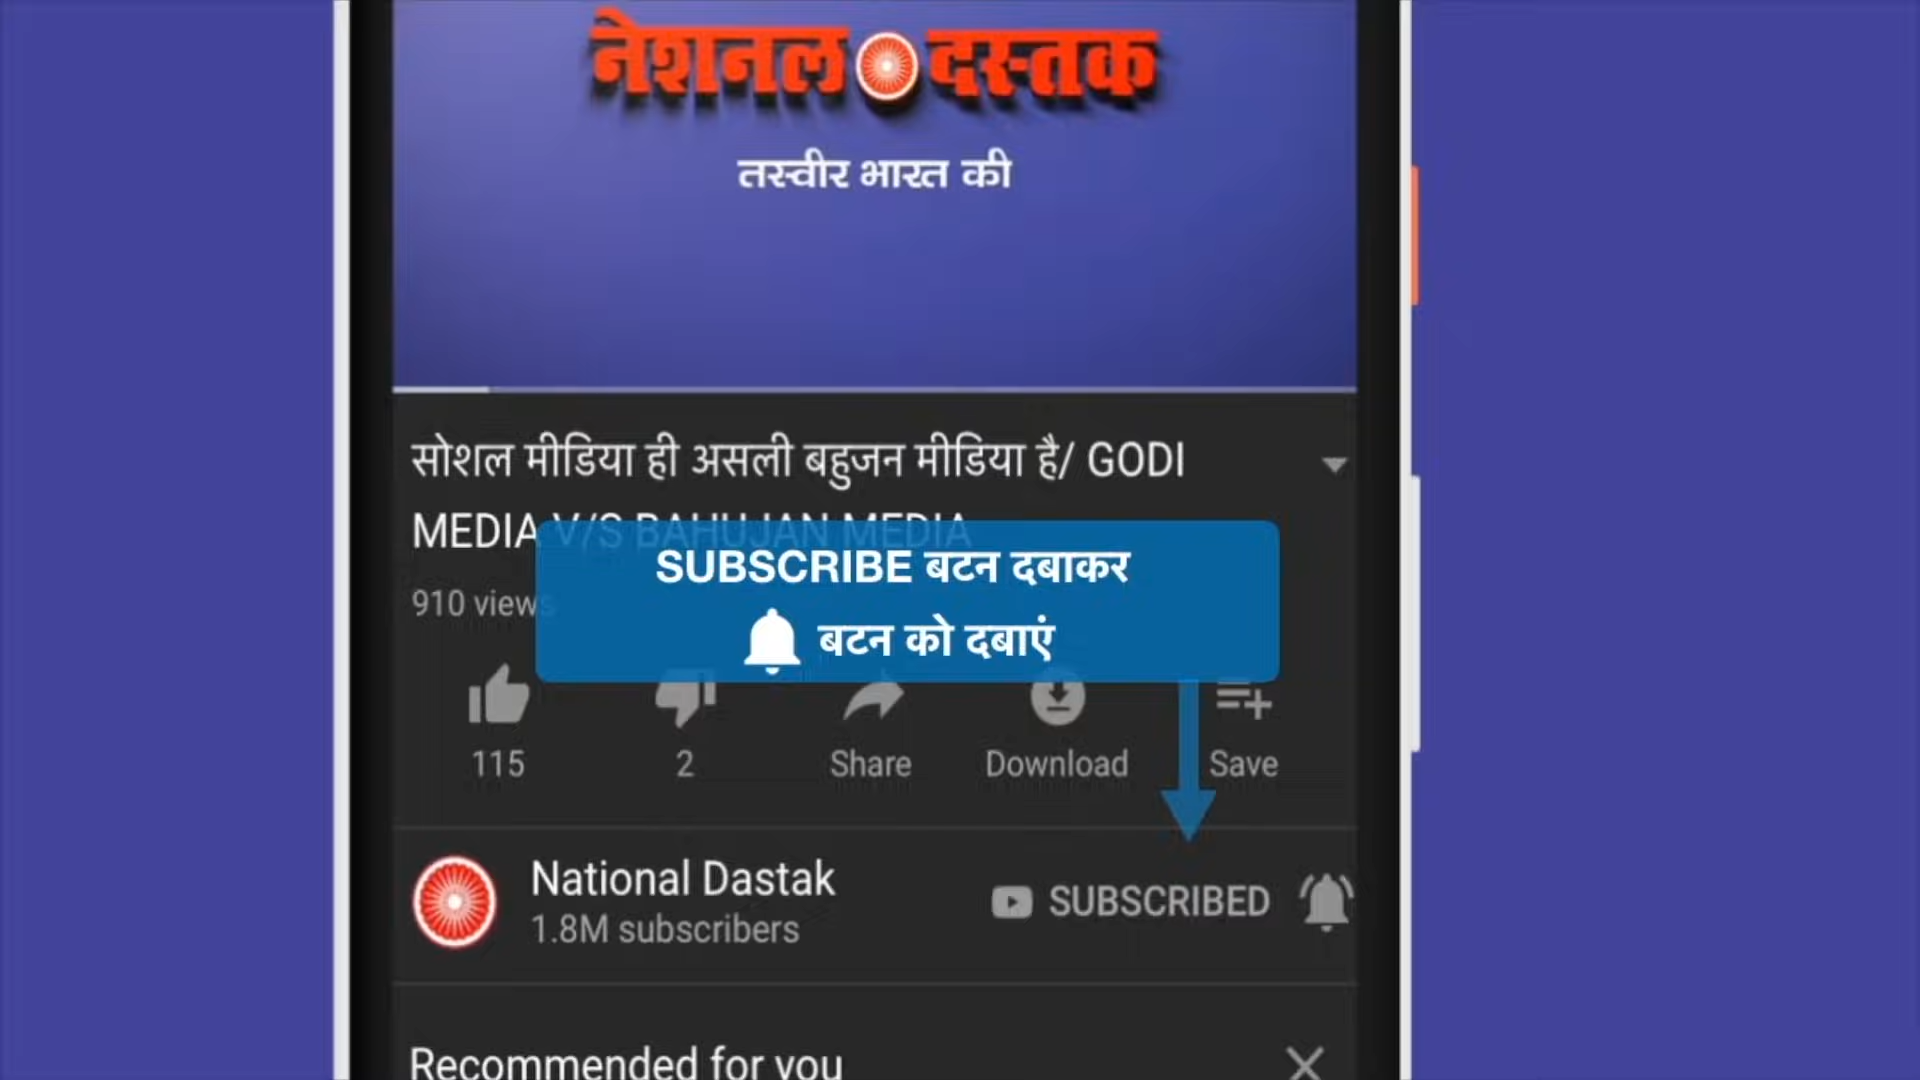 नेशनल दस्तक
तस्वीर भारत की
सोशल मीडिया ही असली बहुजन मीडिया है/ GODI
MEDIA V/S BAHUJAN MEDIA
SUBSCRIBE बटन दबाकर
बटन को दबाएं
910 views
115
2
Share
Download
Save
National Dastak
1.8M subscribers
SUBSCRIBED
Recommended for you